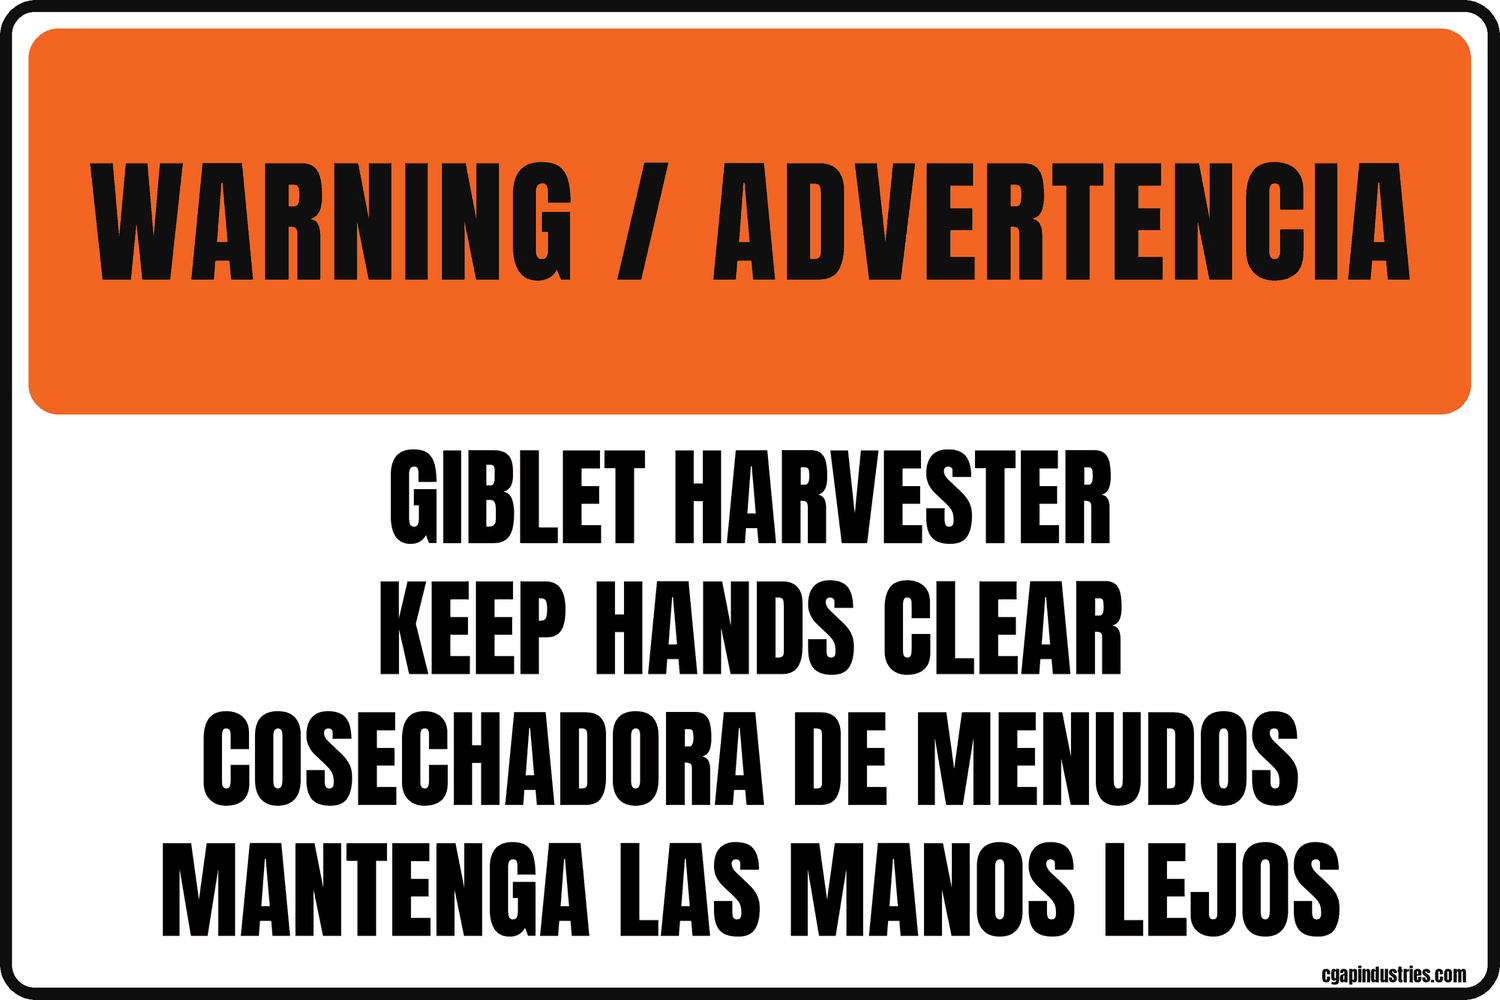 WARNING / ADVERTENCIA
GIBLET HARVESTER
KEEP HANDS CLEAR
COSECHADORA DE MENUDOS
MANTENGA LAS MANOS LEJOS
cgapindustries.com